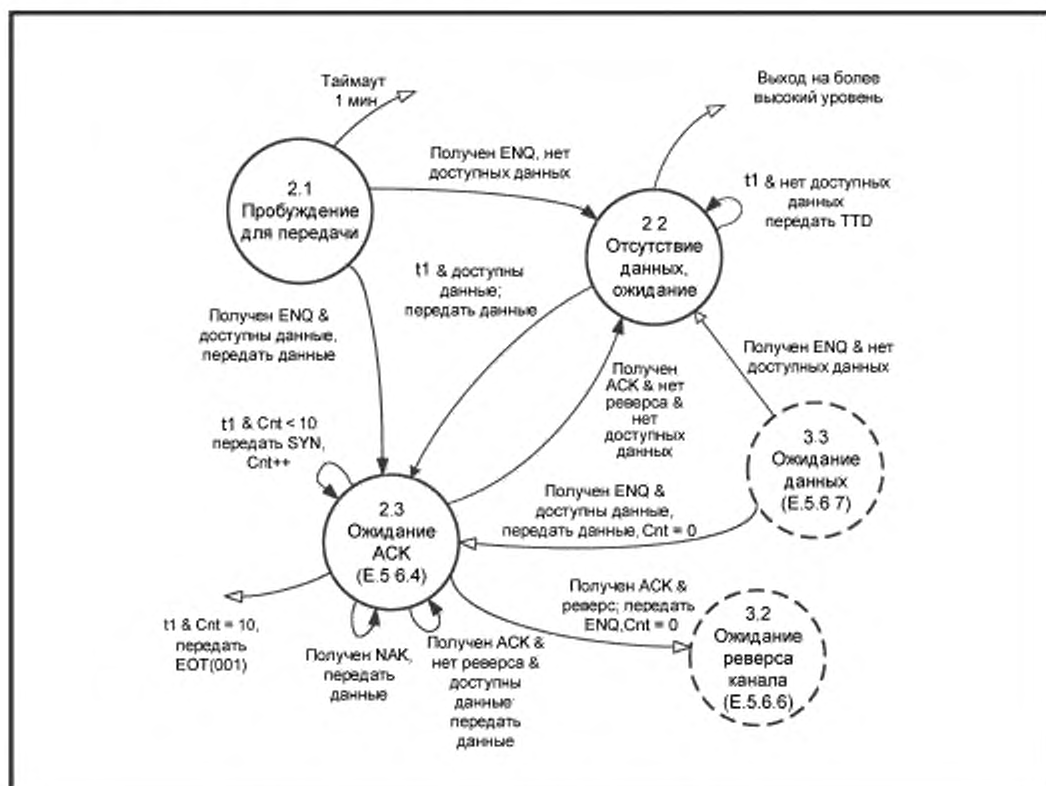 Таймаут
1 мин
Выход на более
высокий уровень
Получен ENQ, нет
доступных данных
2.1
Пробуждение
для передачи
t1 & нет доступных
данных
передать TTD
2 2
Отсутствие
данных,
ожидание
t1 & доступны
данные;
передать данные
Получен ENQ &
доступны данные,
передать данные
Получен ENQ & нет
доступных данных
Получен
ACK & нет
реверса &
нет
доступных
данных
t1 & Cnt < 10
передать SYN,
Cnt++
3.3
Ожидание
данных
(E.5.6 7)
Получен ENQ &
доступны данные,
передать данные, Cnt = 0
2.3
Ожидание
ACK
(E.5 6.4)
Получен ACK &
реверс; передать
ENQ,Cnt = 0
t1 & Cnt = 10,
передать
EOT(001)
Получен NAK,
передать
данные
Получен ACK &
нет реверса &
доступны
данные
передать
данные
3.2
Ожидание
реверса
канала
(E.5.6.6)